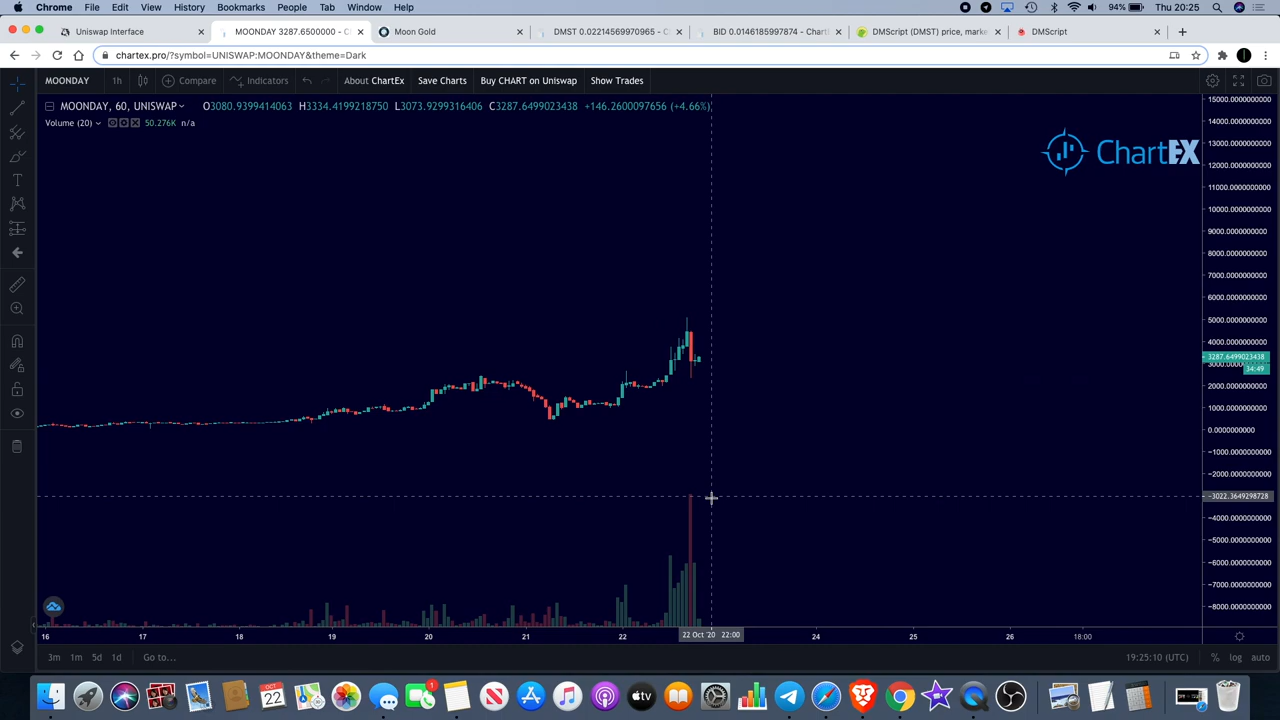 Chrome File Edit View History Bookmarks People Tab Window Help 94% Thu 20:25
Uniswap Interface MOONDAY 3287.6500000 - C Moon Gold DMST 0.02214569970965 - C BID 0.0146185997874 - Chart DMScript (DMST) price, marke DMScript
chartex.pro/?symbol=UNISWAP:MOONDAY&theme=Dark
MOONDAY 1h Compare Indicators About ChartEx Save Charts Buy CHART on Uniswap Show Trades
MOONDAY, 60, UNISWAP O3080.9399414063 H3334.4199218750 L3073.9299316406 C3287.6499023438 +146.2600097656 (+4.66%)
Volume (20) 50.276K n/a
ChartEX
15000.0000000000
14000.0000000000
13000.0000000000
12000.0000000000
11000.0000000000
10000.0000000000
9000.0000000000
8000.0000000000
7000.0000000000
6000.0000000000
5000.0000000000
4000.0000000000
3287.6499023438
3000.0000000000
34:49
2000.0000000000
1000.0000000000
0.0000000000
-1000.0000000000
-2000.0000000000
-3022.3649298728
-4000.0000000000
-5000.0000000000
-6000.0000000000
-7000.0000000000
-8000.0000000000
16 17 18 19 20 21 22 22 Oct '20 22:00 24 25 26 18:00
3m 1m 5d 1d Go to... 19:25:10 (UTC) % log auto
OCT
22
1
tv